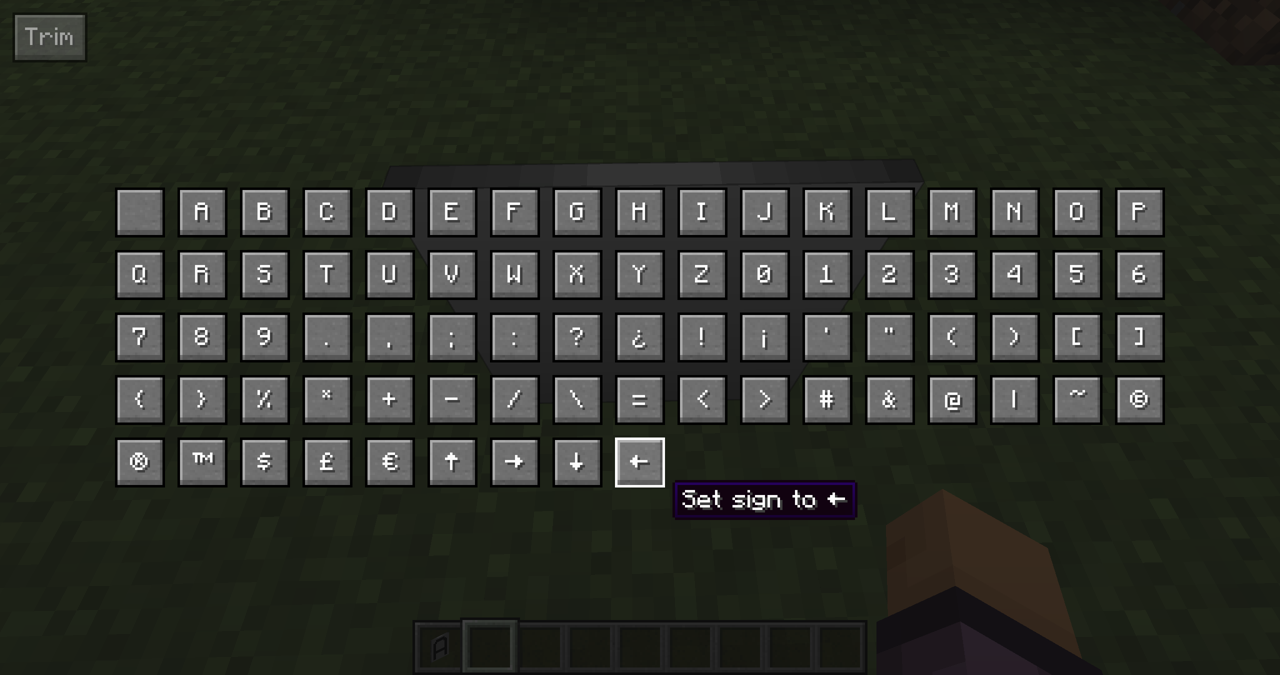 Trim
A B C D E F G H I J K L M N O P
Q R S T U V W X Y Z 0 1 2 3 4 5 6
7 8 9 . , ; : ? ¿ ! ¡ ' " ( ) [ ]
{ } % * + - / \ = < > # & @ | ~ ©
® ™ $ £ € ↑ → ↓ ←
Set sign to ←
A